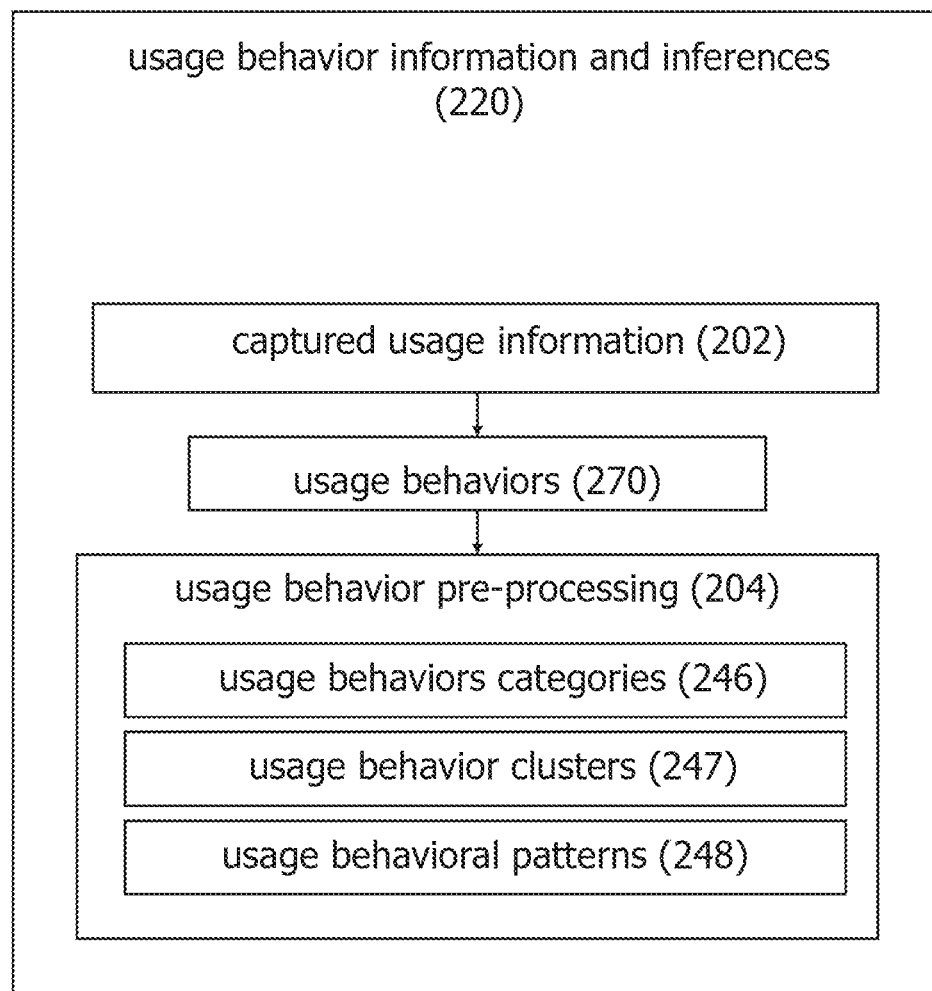 usage behavior information and inferences
(220)
captured usage information (202)
usage behaviors (270)
usage behavior pre-processing (204)
usage behaviors categories (246)
usage behavior clusters (247)
usage behavioral patterns (248)